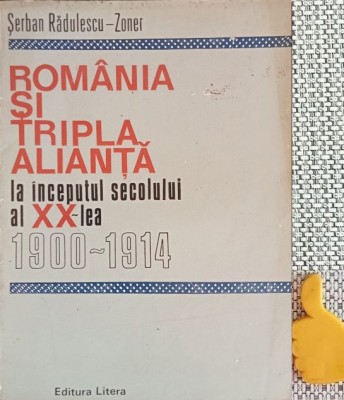 Șerban Rădulescu-Zoner
ROMÂNIA
ȘI
TRIPLA
ALIANȚĂ
la începutul secolului
al XX-lea
1900~1914
Editura Litera